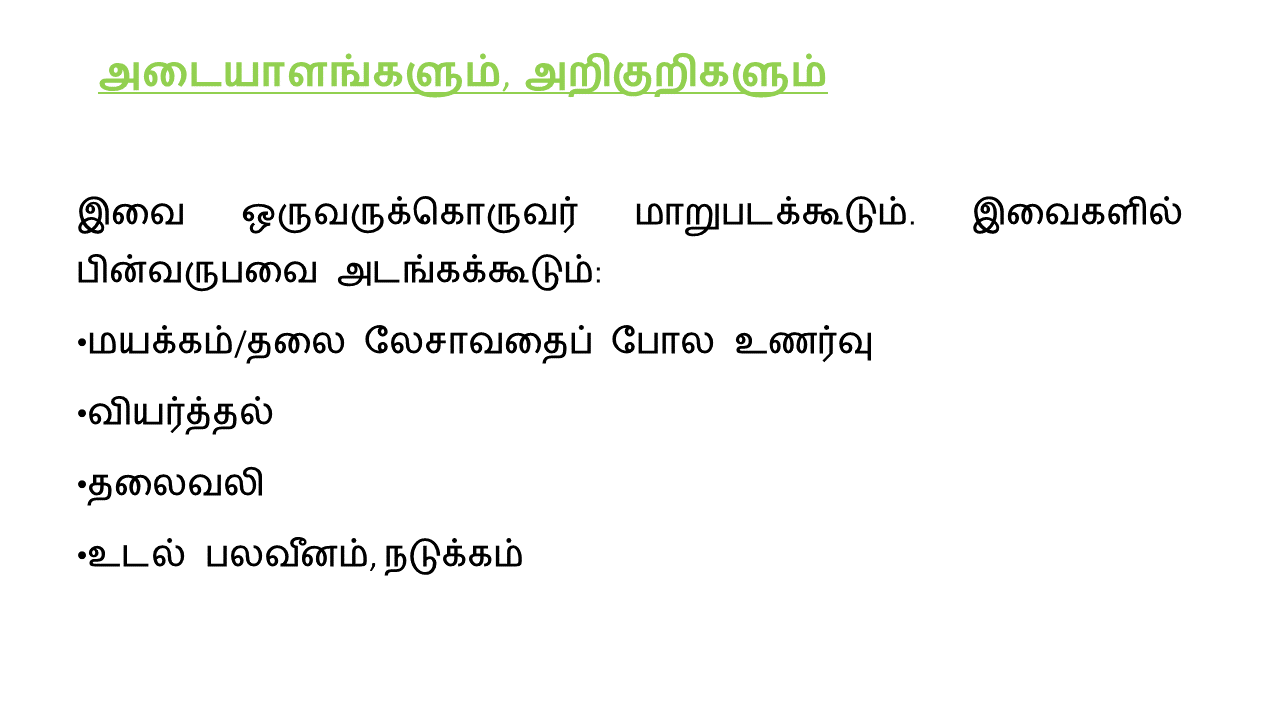 அடையாளங்களும், அறிகுறிகளும்
இவை ஒருவருக்கொருவர் மாறுபடக்கூடும். இவைகளில்
பின்வருபவை அடங்கக்கூடும்:
•மயக்கம்/தலை லேசாவதைப் போல உணர்வு
•வியர்த்தல்
•தலைவலி
•உடல் பலவீனம், நடுக்கம்